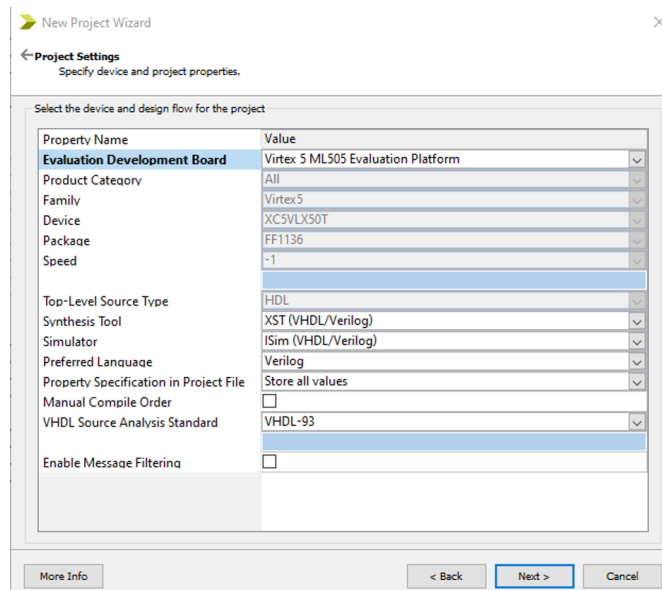 New Project Wizard
Project Settings
Specify device and project properties.
Select the device and design flow for the project
Property Name Value
Evaluation Development Board Virtex 5 ML505 Evaluation Platform
Product Category All
Family Virtex5
Device XC5VLX50T
Package FF1136
Speed -1
Top-Level Source Type HDL
Synthesis Tool XST (VHDL/Verilog)
Simulator ISim (VHDL/Verilog)
Preferred Language Verilog
Property Specification in Project File Store all values
Manual Compile Order
VHDL Source Analysis Standard VHDL-93
Enable Message Filtering
More Info < Back Next > Cancel